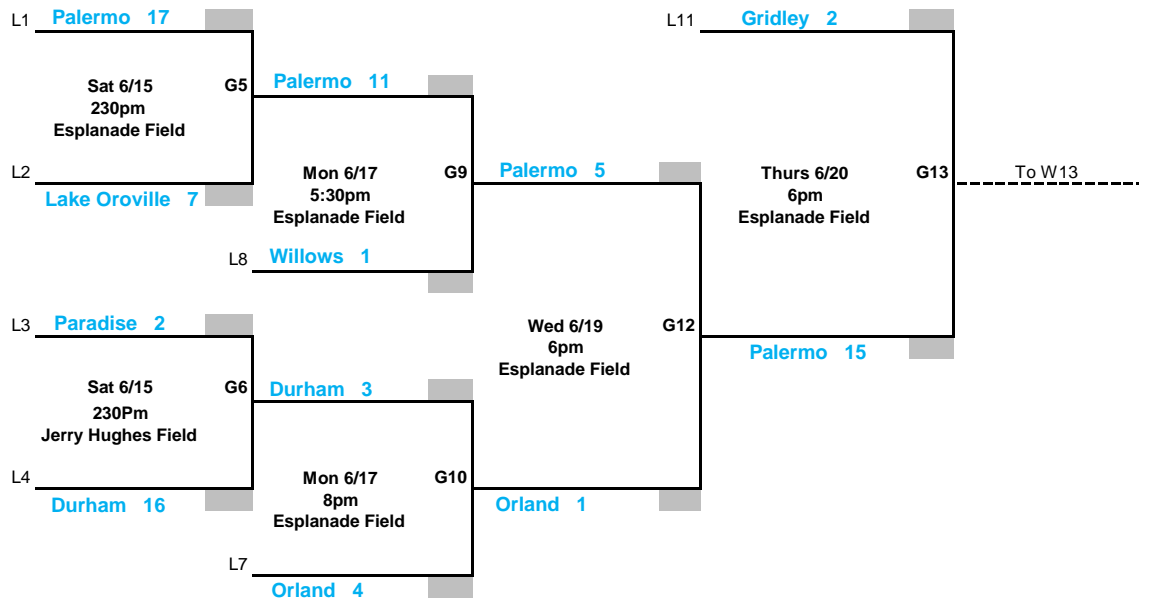 L1 Palermo 17
L11 Gridley 2
Sat 6/15 G5
230pm
Esplanade Field
Palermo 11
L2
Lake Oroville 7
Mon 6/17 G9
5:30pm
Esplanade Field
Palermo 5
Thurs 6/20 G13
6pm
Esplanade Field
To W13
L8 Willows 1
L3 Paradise 2
Wed 6/19 G12
6pm
Esplanade Field
Palermo 15
Sat 6/15 G6
230Pm
Jerry Hughes Field
Durham 3
L4
Durham 16
Mon 6/17 G10
8pm
Esplanade Field
Orland 1
L7
Orland 4